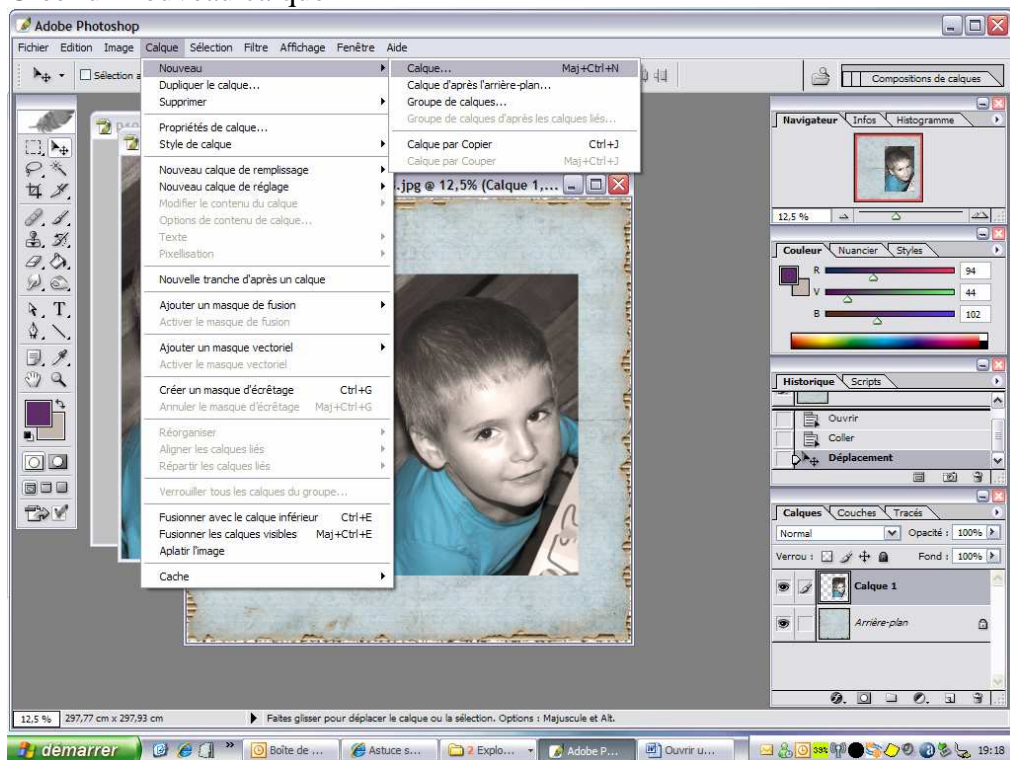 Adobe Photoshop
Fichier Edition Image Calque Sélection Filtre Affichage Fenêtre Aide
Sélection a
Compositions de calques
Nouveau
Dupliquer le calque...
Supprimer
Propriétés de calque...
Style de calque
Nouveau calque de remplissage
Nouveau calque de réglage
Modifier le contenu du calque
Options de contenu de calque...
Texte
Pixellisation
Nouvelle tranche d'après un calque
Ajouter un masque de fusion
Activer le masque de fusion
Ajouter un masque vectoriel
Activer le masque vectoriel
Créer un masque d'écrêtage Ctrl+G
Annuler le masque d'écrêtage Maj+Ctrl+G
Réorganiser
Aligner les calques liés
Répartir les calques liés
Verrouiller tous les calques du groupe...
Fusionner avec le calque inférieur Ctrl+E
Fusionner les calques visibles Maj+Ctrl+E
Aplatir l'image
Cache
Calque... Maj+Ctrl+N
Calque d'après l'arrière-plan...
Groupe de calques...
Groupe de calques d'après les calques liés...
Calque par Copier Ctrl+J
Calque par Couper Maj+Ctrl+J
.jpg @ 12,5% (Calque 1,...
Navigateur Infos Histogramme
12,5 %
Couleur Nuancier Styles
R 94
V 44
B 102
Historique Scripts
Ouvrir
Coller
Déplacement
Calques Couches Tracés
Normal Opacité : 100%
Verrou : Fond : 100%
Calque 1
Arrière-plan
12,5 % 297,77 cm x 297,93 cm Faites glisser pour déplacer le calque ou la sélection. Options : Majuscule et Alt.
démarrer » Boîte de ... Astuce s... 2 Explo... Adobe P... Ouvrir u... 19:18